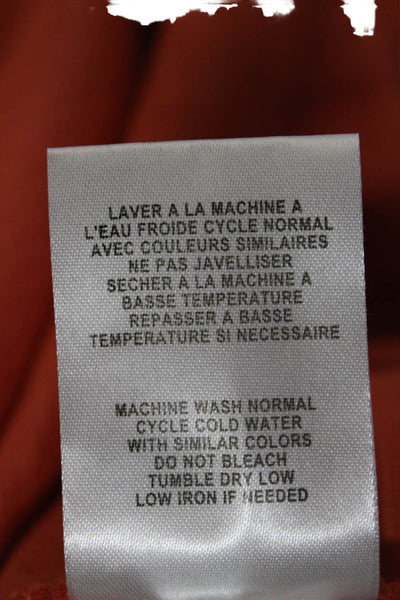 LAVER A LA MACHINE A
L'EAU FROIDE CYCLE NORMAL
AVEC COULEURS SIMILAIRES
NE PAS JAVELLISER
SECHER A LA MACHINE A
BASSE TEMPERATURE
REPASSER A BASSE
TEMPERATURE SI NECESSAIRE
MACHINE WASH NORMAL
CYCLE COLD WATER
WITH SIMILAR COLORS
DO NOT BLEACH
TUMBLE DRY LOW
LOW IRON IF NEEDED